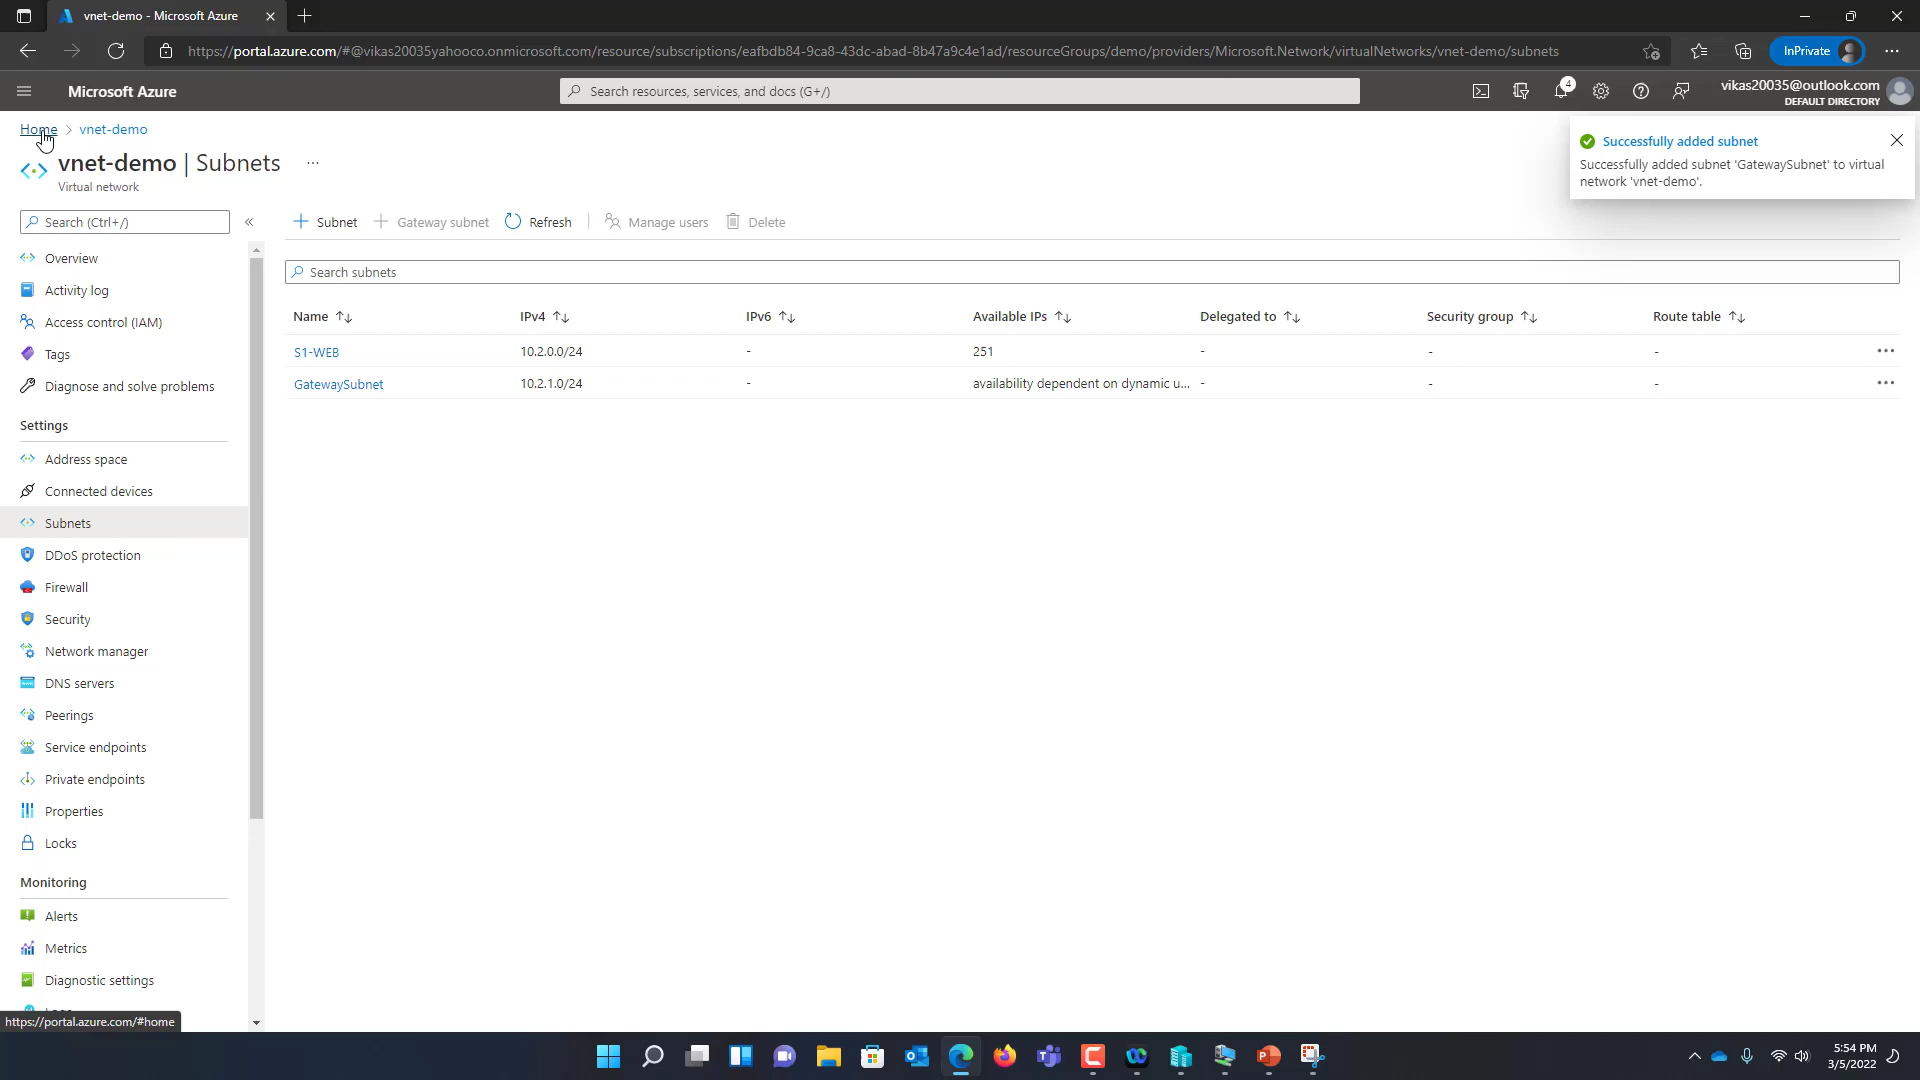 vnet-demo - Microsoft Azure
https://portal.azure.com/#@vikas20035yahooco.onmicrosoft.com/resource/subscriptions/eafbdb84-9ca8-43dc-abad-8b47a9c4e1ad/resourceGroups/demo/providers/Microsoft.Network/virtualNetworks/vnet-demo/subnets
InPrivate
Microsoft Azure
Search resources, services, and docs (G+/)
4
vikas20035@outlook.com
DEFAULT DIRECTORY
Home > vnet-demo
vnet-demo | Subnets ...
Virtual network
Successfully added subnet
Successfully added subnet 'GatewaySubnet' to virtual
network 'vnet-demo'.
Search (Ctrl+/)
«
+ Subnet + Gateway subnet Refresh Manage users Delete
Search subnets
Name IPv4 IPv6 Available IPs Delegated to Security group Route table
S1-WEB 10.2.0.0/24 - 251 - - - ...
GatewaySubnet 10.2.1.0/24 - availability dependent on dynamic u... - - - ...
Overview
Activity log
Access control (IAM)
Tags
Diagnose and solve problems
Settings
Address space
Connected devices
Subnets
DDoS protection
Firewall
Security
Network manager
DNS servers
Peerings
Service endpoints
Private endpoints
Properties
Locks
Monitoring
Alerts
Metrics
Diagnostic settings
https://portal.azure.com/#home
5:54 PM
3/5/2022